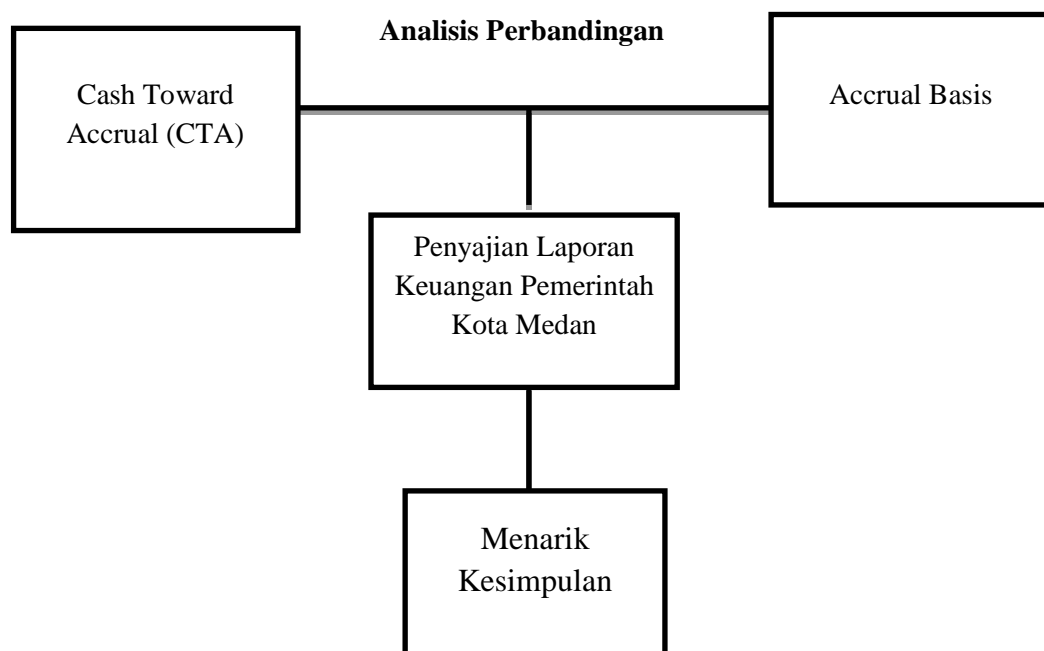 Analisis Perbandingan
Cash Toward
Accrual (CTA)
Accrual Basis
Penyajian Laporan
Keuangan Pemerintah
Kota Medan
Menarik
Kesimpulan